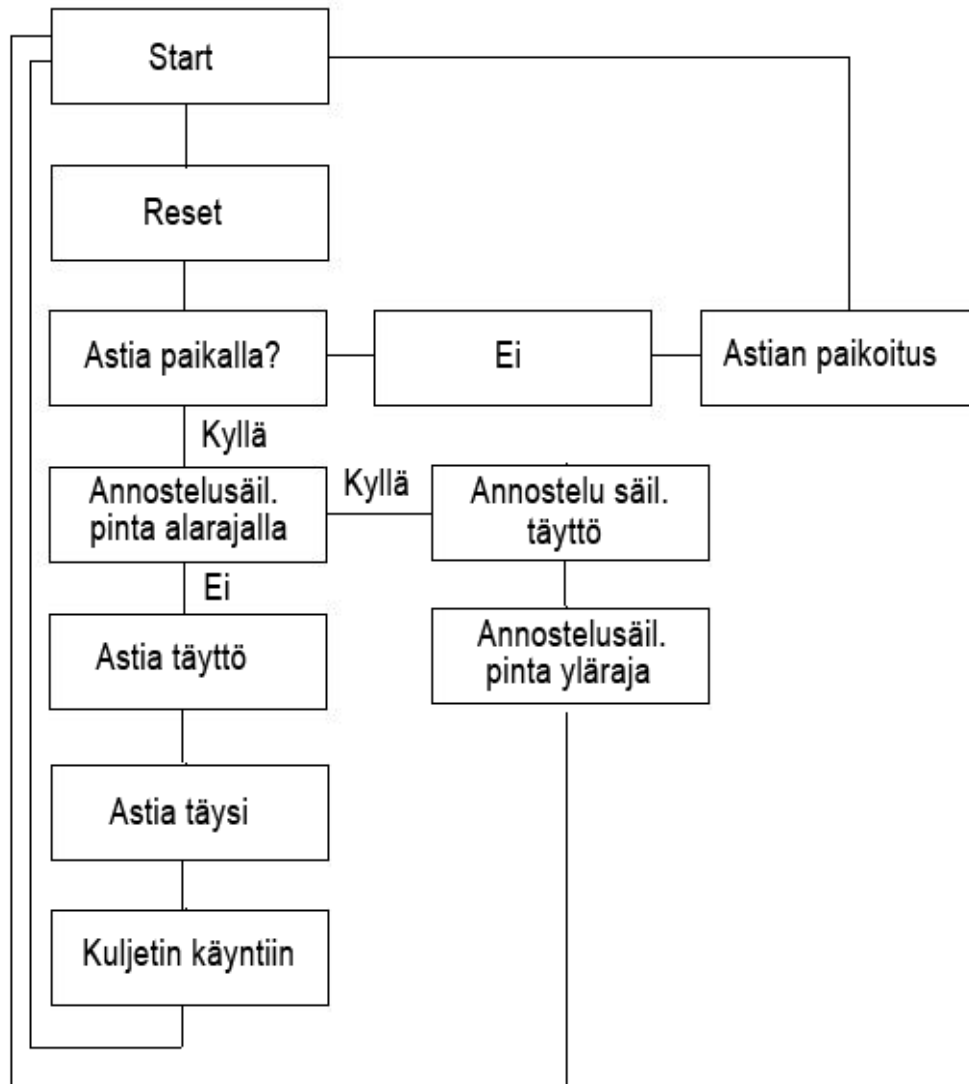 Start
Reset
Astia paikalla?
Ei
Astian paikoitus
Kyllä
Annostelusäil.
pinta alarajalla
Kyllä
Annostelu säil.
täyttö
Ei
Astia täyttö
Annostelusäil.
pinta yläraja
Astia täysi
Kuljetin käyntiin